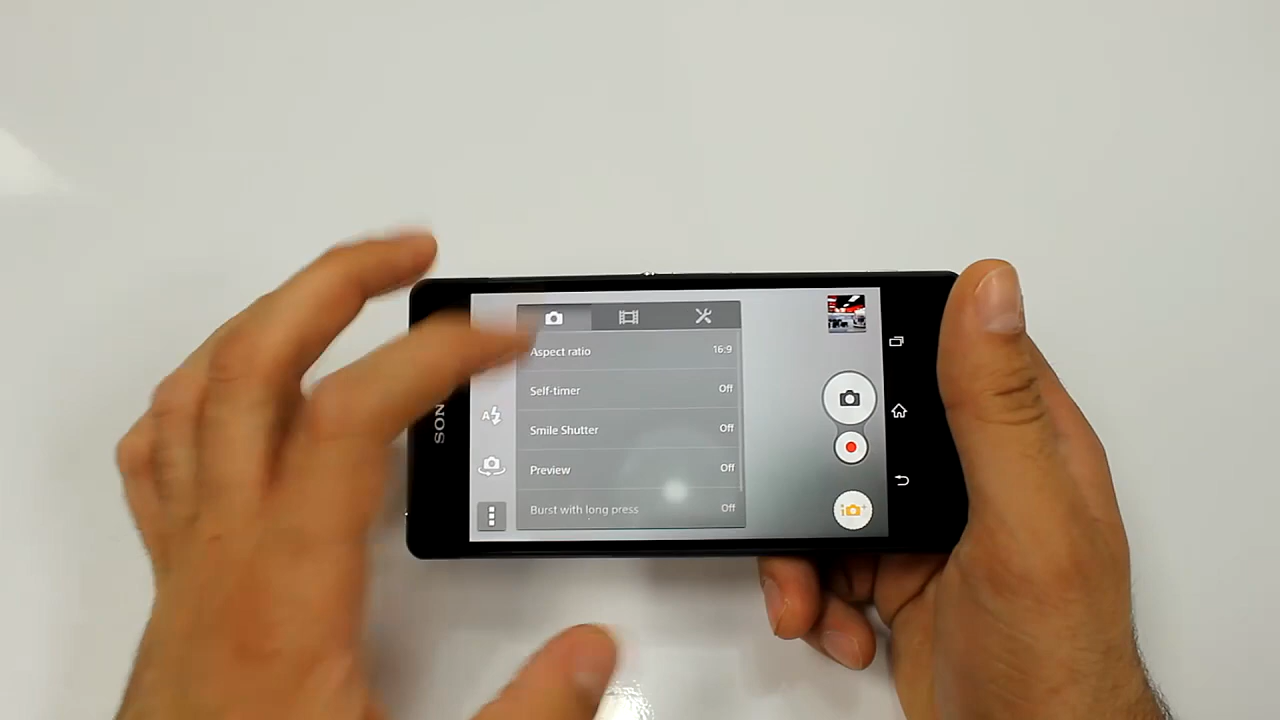 SONY
Aspect ratio 16:9
Self-timer Off
Smile Shutter Off
Preview Off
Burst with long press Off
A
i+